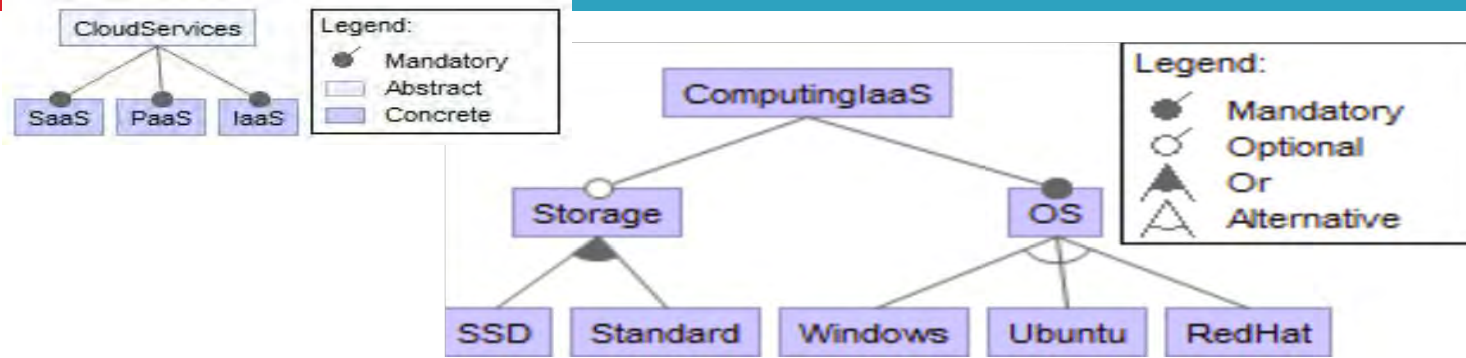 CloudServices
SaaS PaaS IaaS
Legend:
Mandatory
Abstract
Concrete
ComputingIaaS
Storage OS
SSD Standard Windows Ubuntu RedHat
Legend:
Mandatory
Optional
Or
Alternative